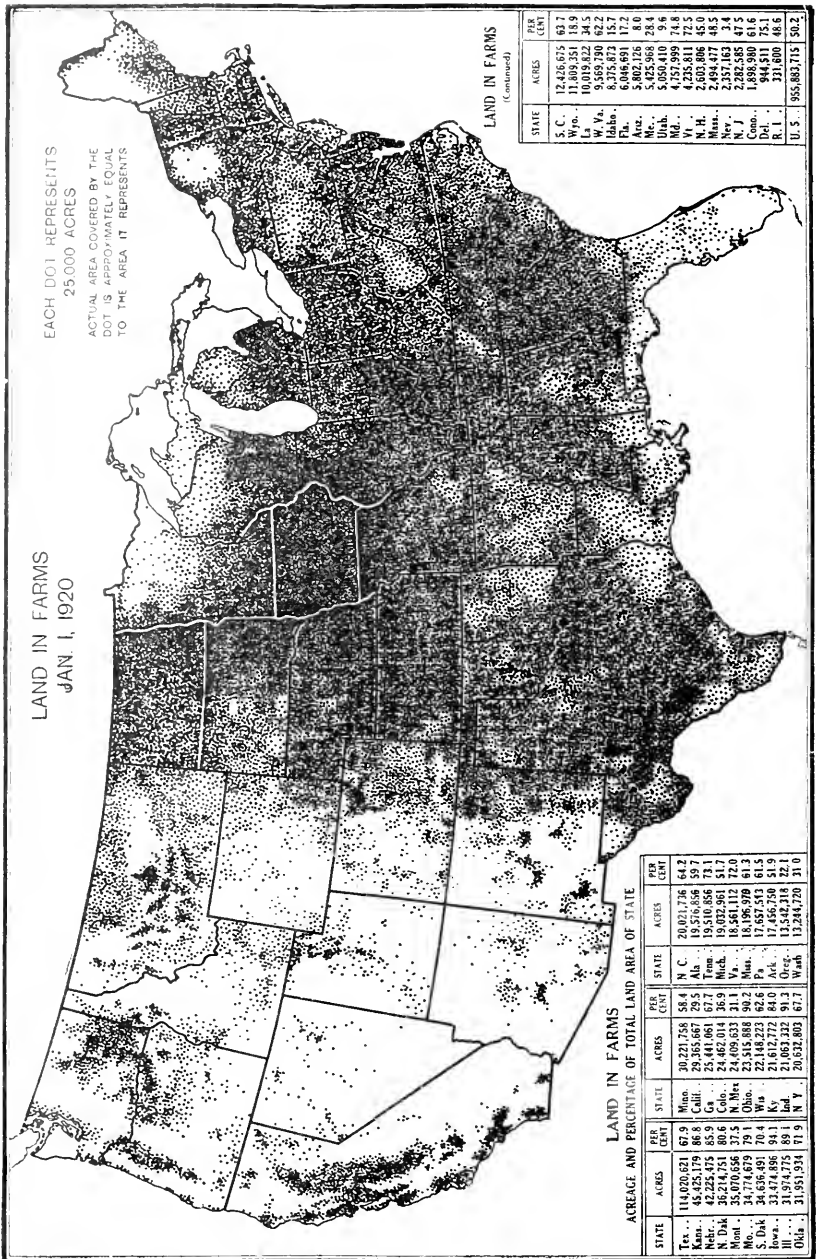 LAND IN FARMS
JAN. 1, 1920
EACH DOT REPRESENTS
25,000 ACRES
ACTUAL AREA COVERED BY THE
DOT IS APPROXIMATELY EQUAL
TO THE AREA IT REPRESENTS
LAND IN FARMS
ACREAGE AND PERCENTAGE OF TOTAL LAND AREA OF STATE
STATE ACRES PER CENT STATE ACRES PER CENT STATE ACRES PER CENT
Tex. 114,020,621 67.9 Minn. 30,221,758 58.4 N C. 20,021,736 64.2
Kans. 45,425,179 86.8 Calif. 29,365,667 29.5 Ala. 19,576,856 59.7
Nebr. 42,225,475 85.9 Ga 25,441,061 67.7 Tenn. 19,510,856 73.1
N. Dak 36,214,751 80.6 Colo. 24,462,014 36.9 Mich. 19,032,961 51.7
Mont 35,070,656 37.5 N. Mex 24,409,633 31.1 Va. 18,561,112 72.0
Mo. 34,774,679 79.1 Ohio. 23,515,888 90.2 Miss. 18,196,979 61.3
S. Dak 34,636,491 70.4 Wis 22,148,223 62.6 Pa 17,657,513 61.5
Iowa. 33,474,896 94.1 Ky 21,612,772 84.0 Ark 17,456,750 51.9
Ill. 31,974,775 89.1 Ind. 21,063,332 91.3 Oreg. 13,542,318 22.1
Okla 31,951,934 71.9 N Y 20,632,803 67.7 Wash 13,244,720 31 0
LAND IN FARMS
(Continued)
STATE ACRES PER CENT
S. C. 12,426,675 63.7
Wyo. 11,809,351 18.9
La 10,019,822 34.5
W. Va. 9,569,790 62.2
Idaho. 8,375,873 15.7
Fla. 6,046,691 17.2
Ariz. 5,802,126 8.0
Me. 5,425,968 28.4
Utah. 5,050,410 9.6
Md. 4,757,999 74.8
Vt 4,235,811 72.5
N. H. 2,603,806 45.0
Mass. 2,494,477 48.5
Nev. 2,357,163 3.4
N. J 2,282,585 47.5
Conn. 1,898,980 61.6
Del. 944,511 75.1
R. I. 331,600 48.6
U. S. 955,883,715 50.2